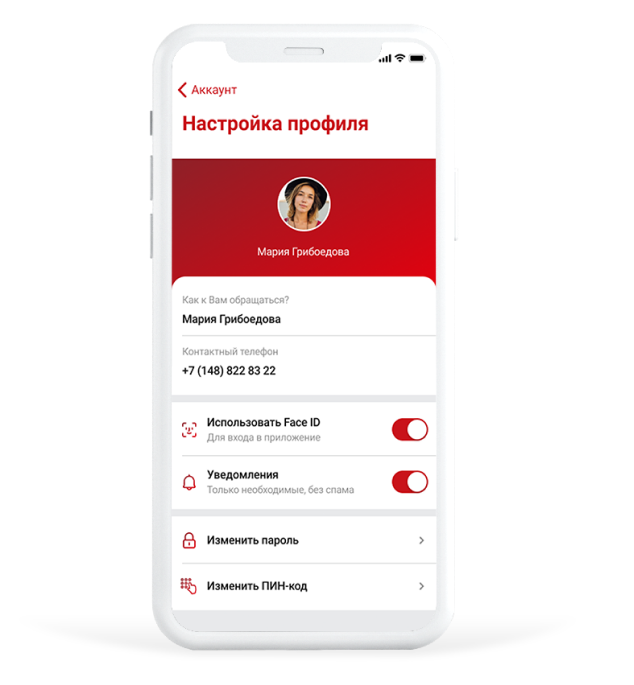 Аккаунт
Настройка профиля
Мария Грибоедова
Как к Вам обращаться?
Мария Грибоедова
Контактный телефон
+7 (148) 822 83 22
Использовать Face ID
Для входа в приложение
Уведомления
Только необходимые, без спама
Изменить пароль
Изменить ПИН-код